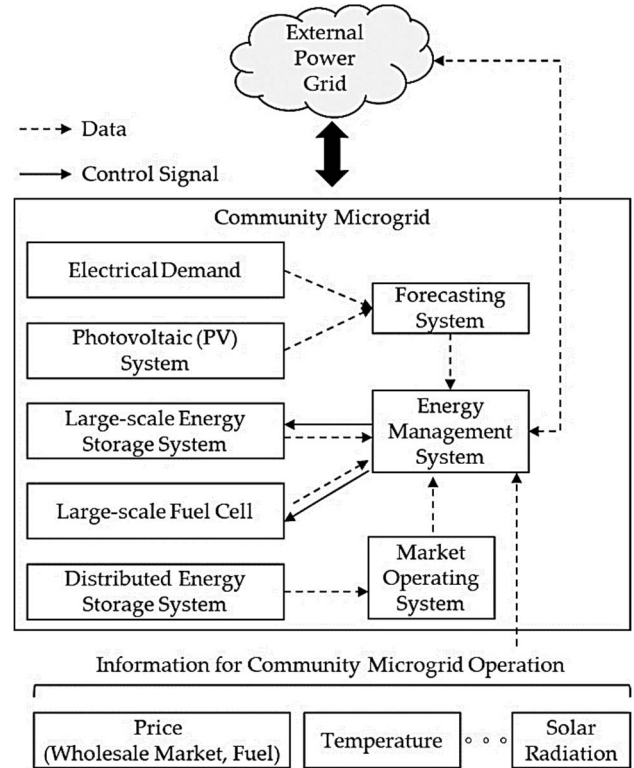 External
Power
Grid
Data
Control Signal
Community Microgrid
Electrical Demand
Forecasting
System
Photovoltaic (PV)
System
Large-scale Energy
Storage System
Energy
Management
System
Large-scale Fuel Cell
Market
Operating
System
Distributed Energy
Storage System
Information for Community Microgrid Operation
Price
(Wholesale Market, Fuel)
Temperature
Solar
Radiation